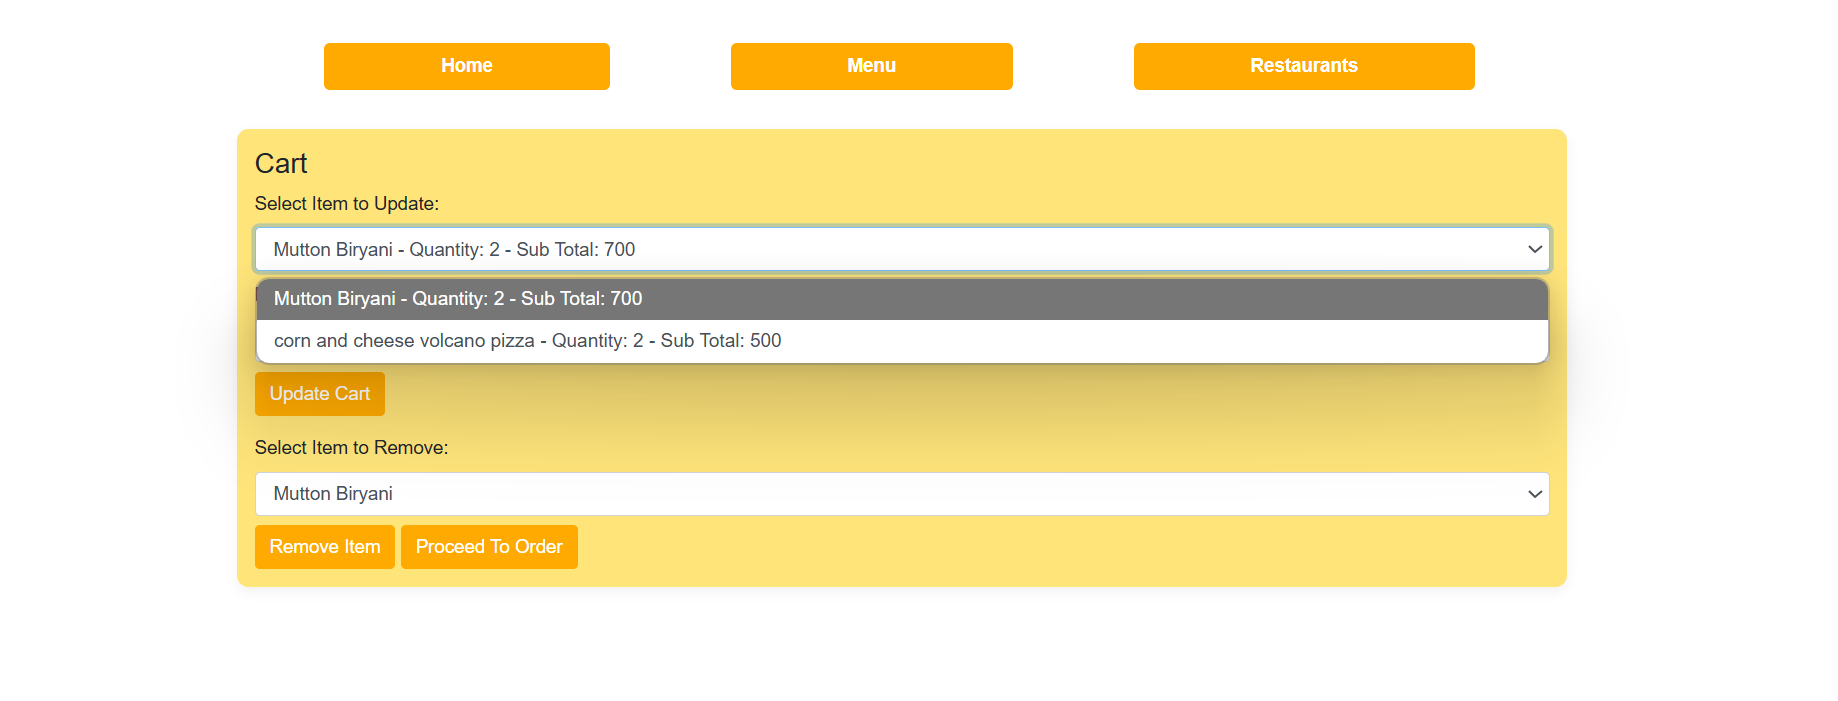 Home Menu Restaurants
Cart
Select Item to Update:
Mutton Biryani - Quantity: 2 - Sub Total: 700
Mutton Biryani - Quantity: 2 - Sub Total: 700
corn and cheese volcano pizza - Quantity: 2 - Sub Total: 500
Update Cart
Select Item to Remove:
Mutton Biryani
Remove Item Proceed To Order